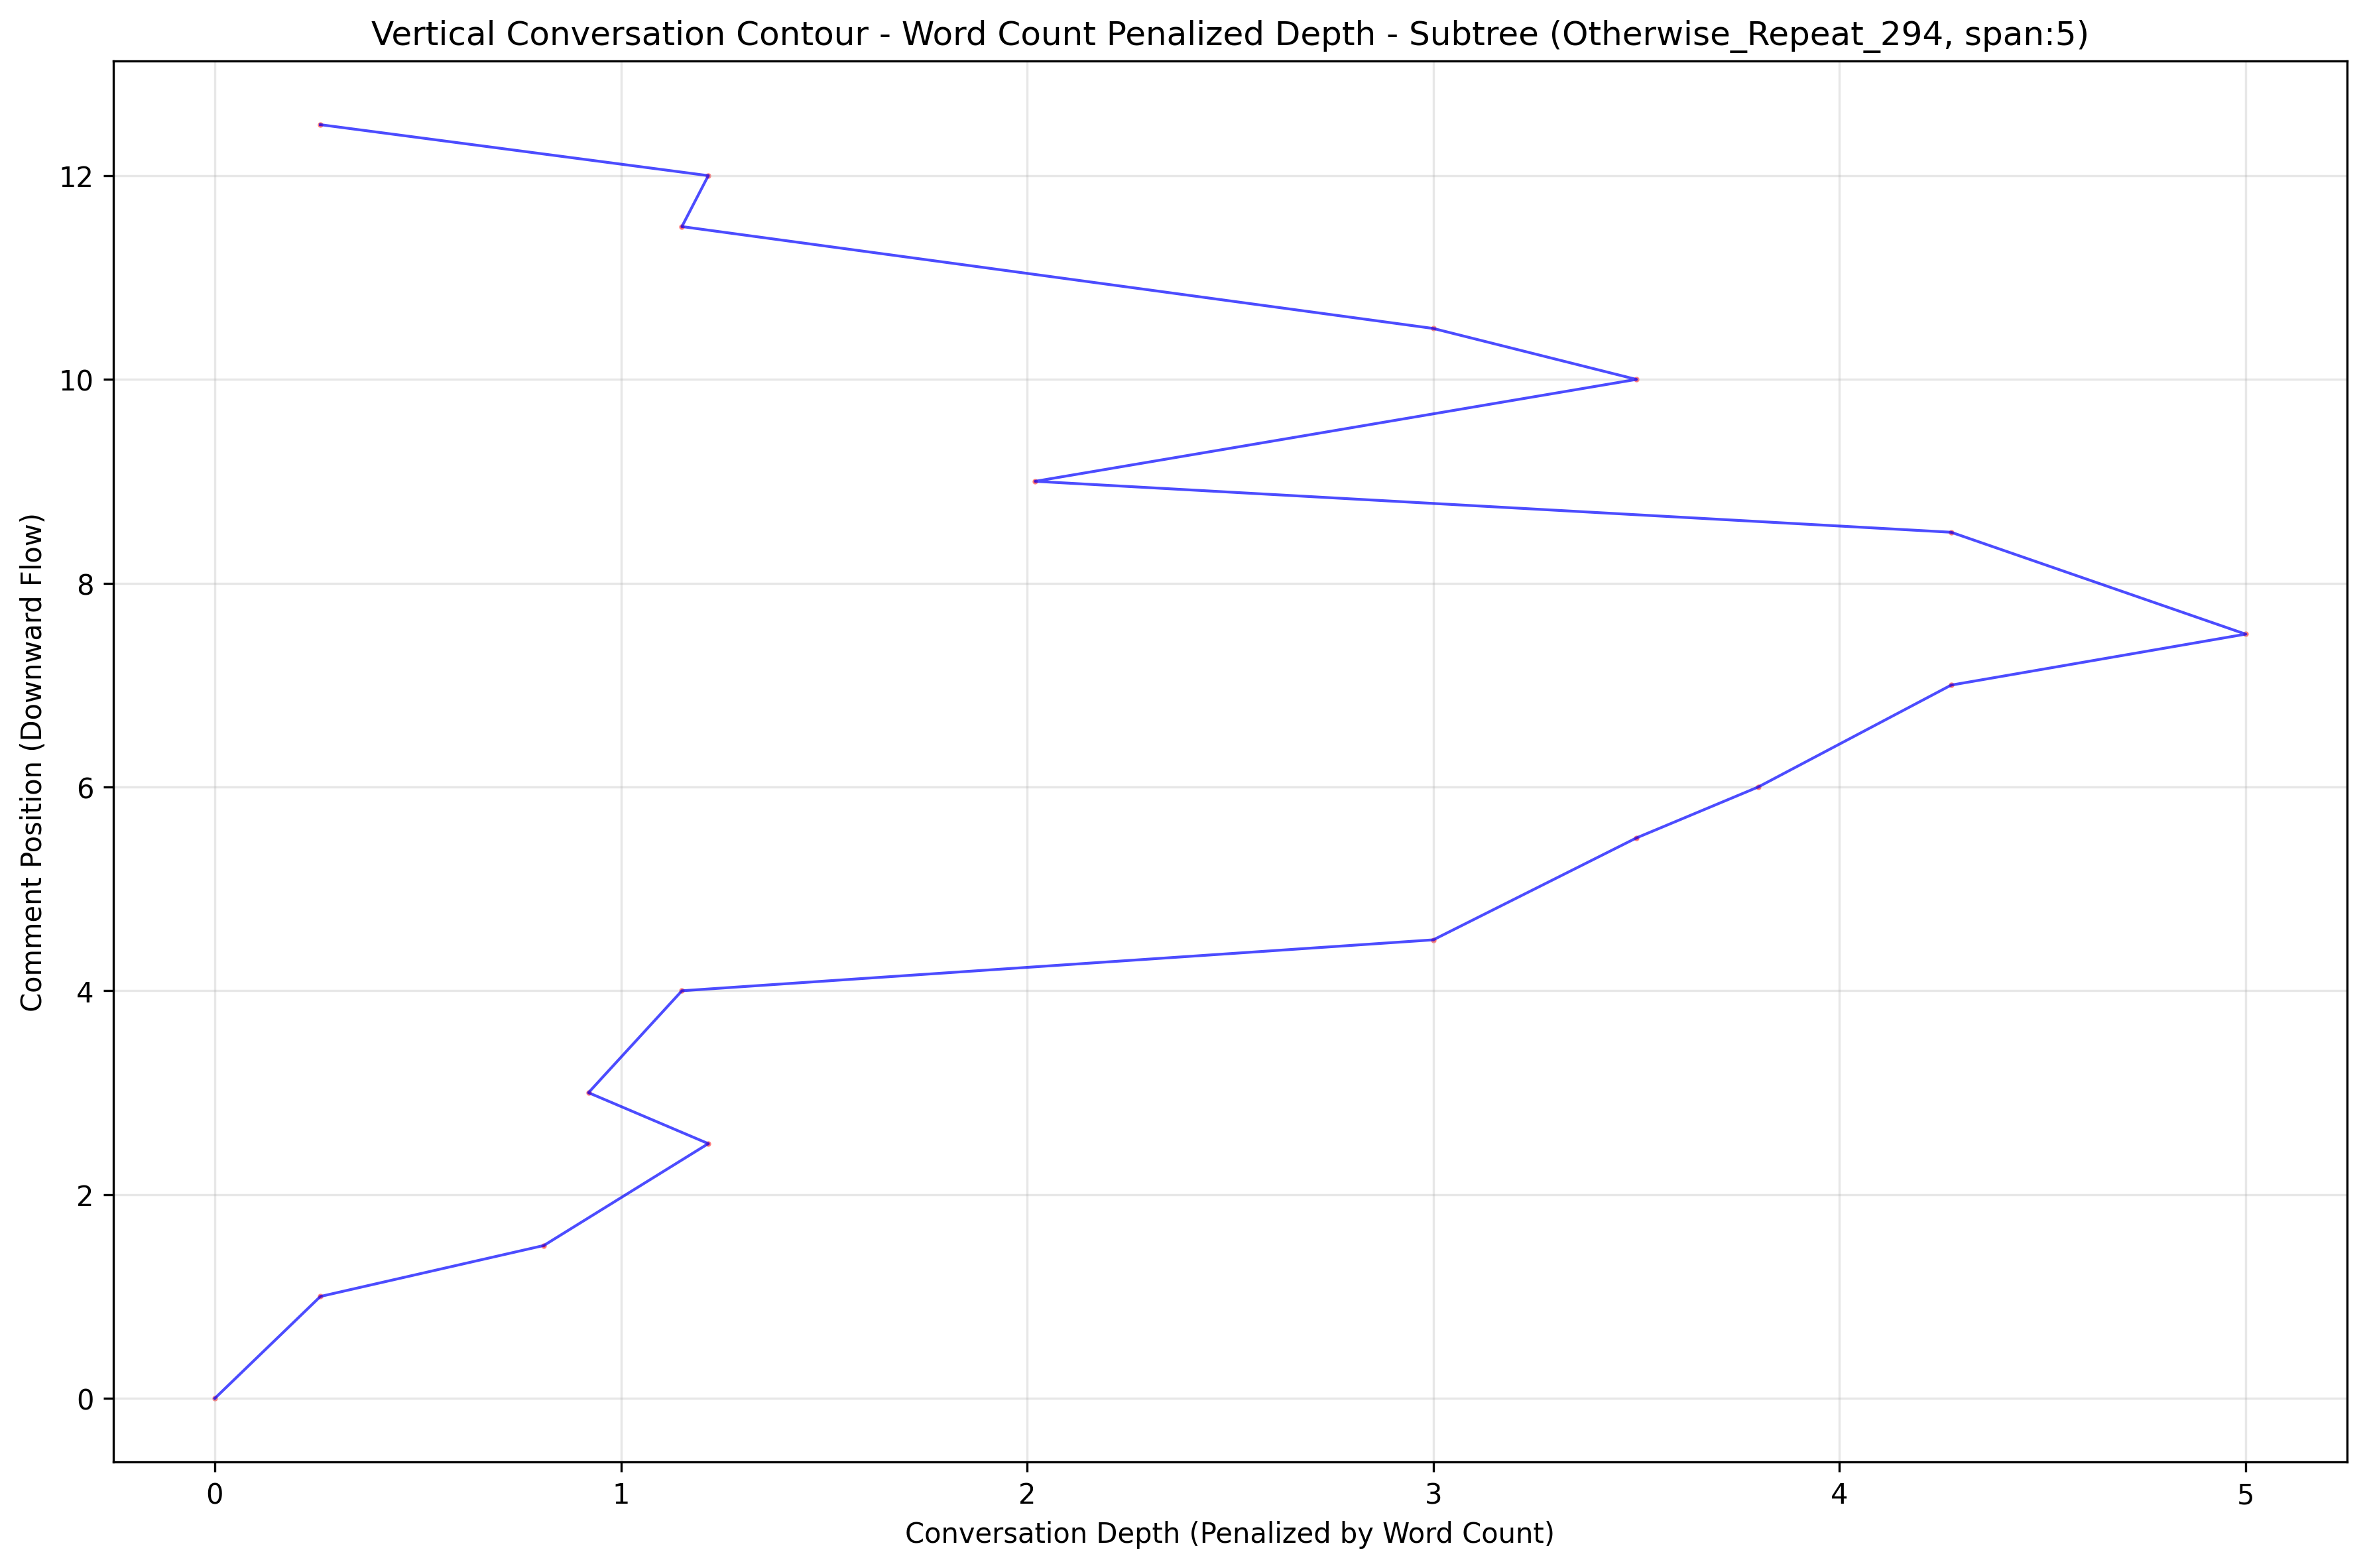 Vertical Conversation Contour - Word Count Penalized Depth - Subtree (Otherwise_Repeat_294, span:5)
Comment Position (Downward Flow)
12
10
8
6
4
2
0
0 1 2 3 4 5
Conversation Depth (Penalized by Word Count)